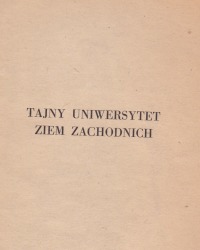 TAJNY UNIWERSYTET
ZIEM ZACHODNICH